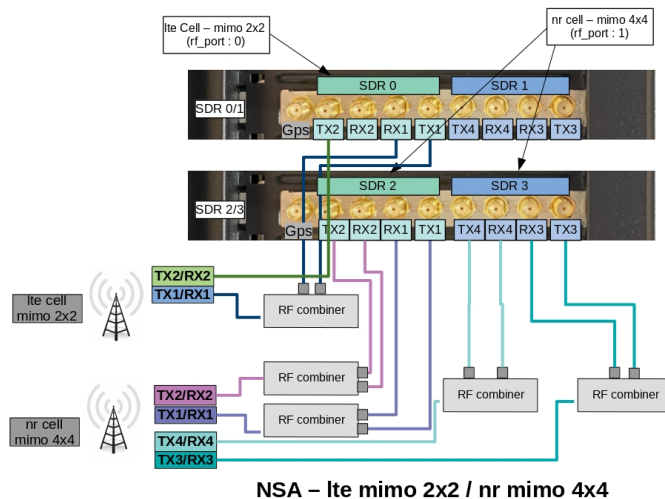 lte Cell – mimo 2x2
(rf_port : 0)
nr cell – mimo 4x4
(rf_port : 1)
SDR 0
SDR 1
SDR 0/1
Gps
TX2
RX2
RX1
TX1
TX4
RX4
RX3
TX3
SDR 2
SDR 3
SDR 2/3
Gps
TX2
RX2
RX1
TX1
TX4
RX4
RX3
TX3
TX2/RX2
TX1/RX1
lte cell
mimo 2x2
RF combiner
RF combiner
TX2/RX2
TX1/RX1
RF combiner
RF combiner
RF combiner
nr cell
mimo 4x4
TX4/RX4
TX3/RX3
NSA – lte mimo 2x2 / nr mimo 4x4